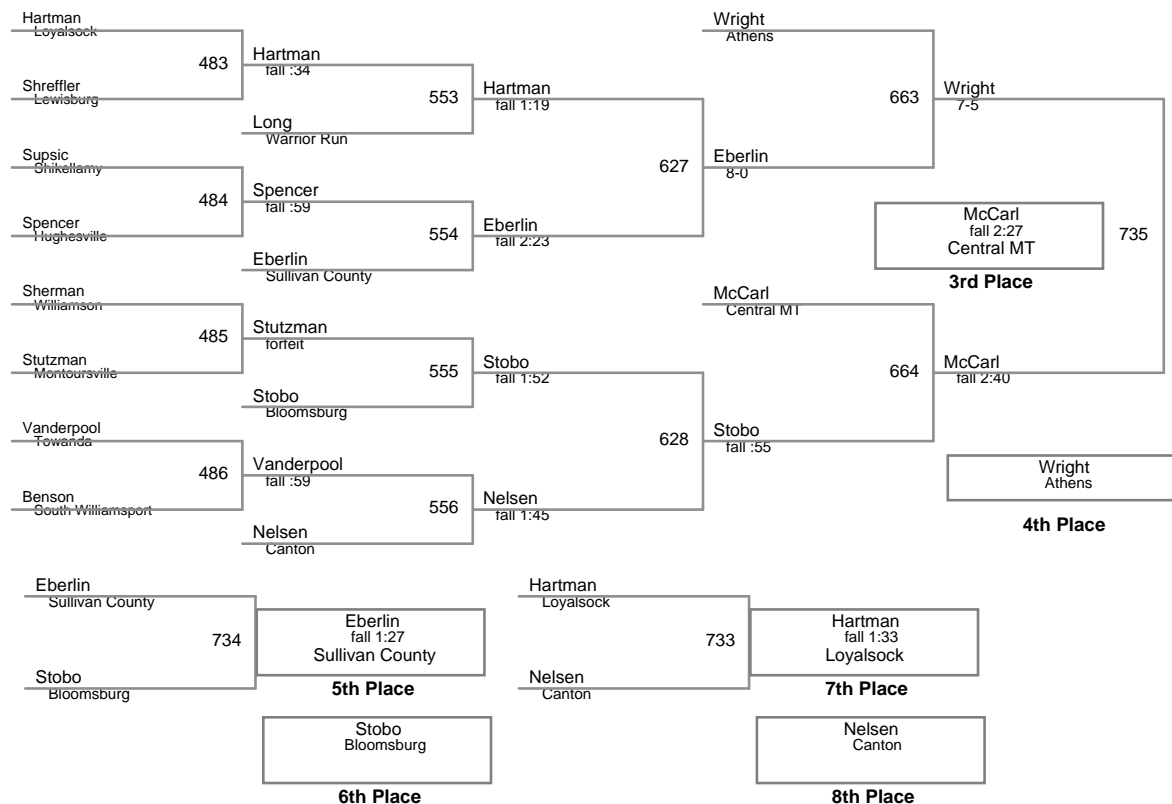 Hartman
Loyalsock
483
Shreffler
Lewisburg
Supsic
Shikellamy
484
Spencer
Hughesville
Sherman
Williamson
485
Stutzman
Montoursville
Vanderpool
Towanda
486
Benson
South Williamsport
Hartman
fall :34
553
Long
Warrior Run
Spencer
fall :59
554
Eberlin
Sullivan County
Stutzman
forfeit
555
Stobo
Bloomsburg
Vanderpool
fall :59
556
Nelsen
Canton
Hartman
fall 1:19
627
Eberlin
fall 2:23
Stobo
fall 1:52
628
Nelsen
fall 1:45
Wright
Athens
663
Eberlin
8-0
McCarl
Central MT
664
Stobo
fall :55
Wright
7-5
735
McCarl
fall 2:40
McCarl
fall 2:27
Central MT
3rd Place
Wright
Athens
4th Place
Eberlin
Sullivan County
734
Stobo
Bloomsburg
Eberlin
fall 1:27
Sullivan County
5th Place
Stobo
Bloomsburg
6th Place
Hartman
Loyalsock
733
Nelsen
Canton
Hartman
fall 1:33
Loyalsock
7th Place
Nelsen
Canton
8th Place